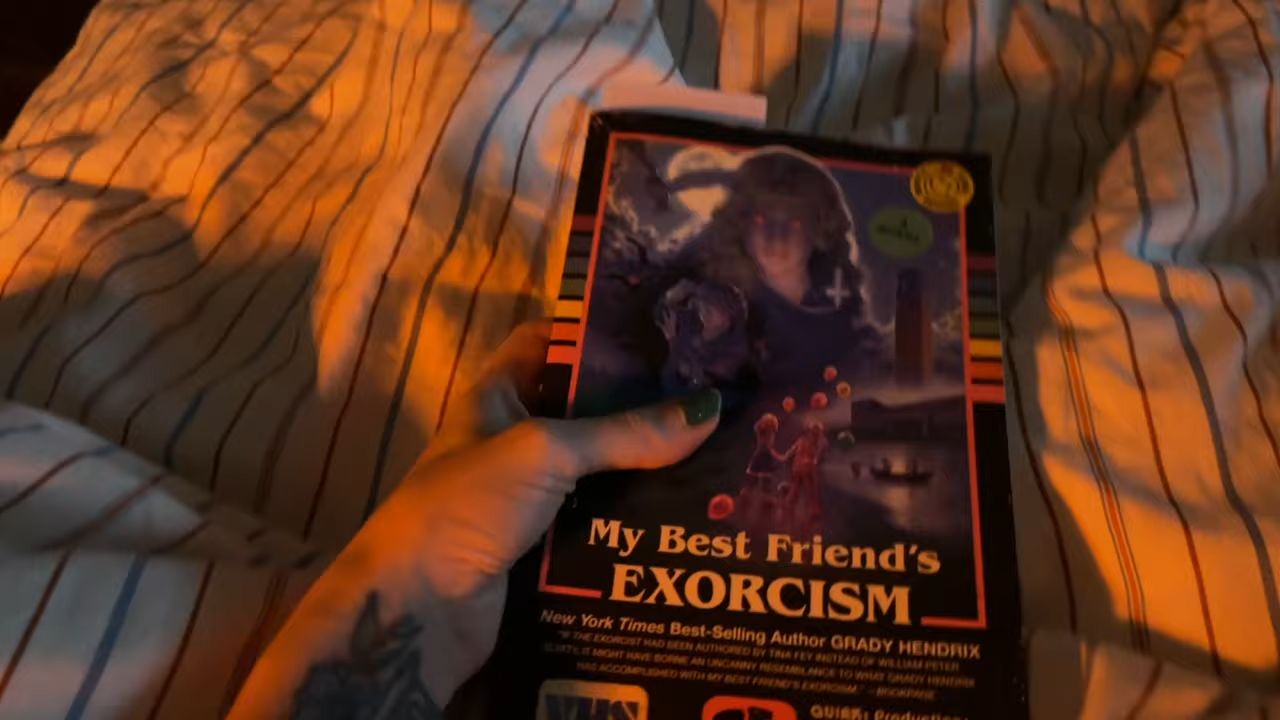 A
NOVEL
My Best Friend's
EXORCISM
New York Times Best-Selling Author GRADY HENDRIX
"IF THE EXORCIST HAD BEEN AUTHORED BY TINA FEY INSTEAD OF WILLIAM PETER
BLATTY, IT MIGHT HAVE BORNE AN UNCANNY RESEMBLANCE TO WHAT GRADY HENDRIX
HAS ACCOMPLISHED WITH MY BEST FRIEND'S EXORCISM." —BOOKPAGE
VHS
QUIRK Productions